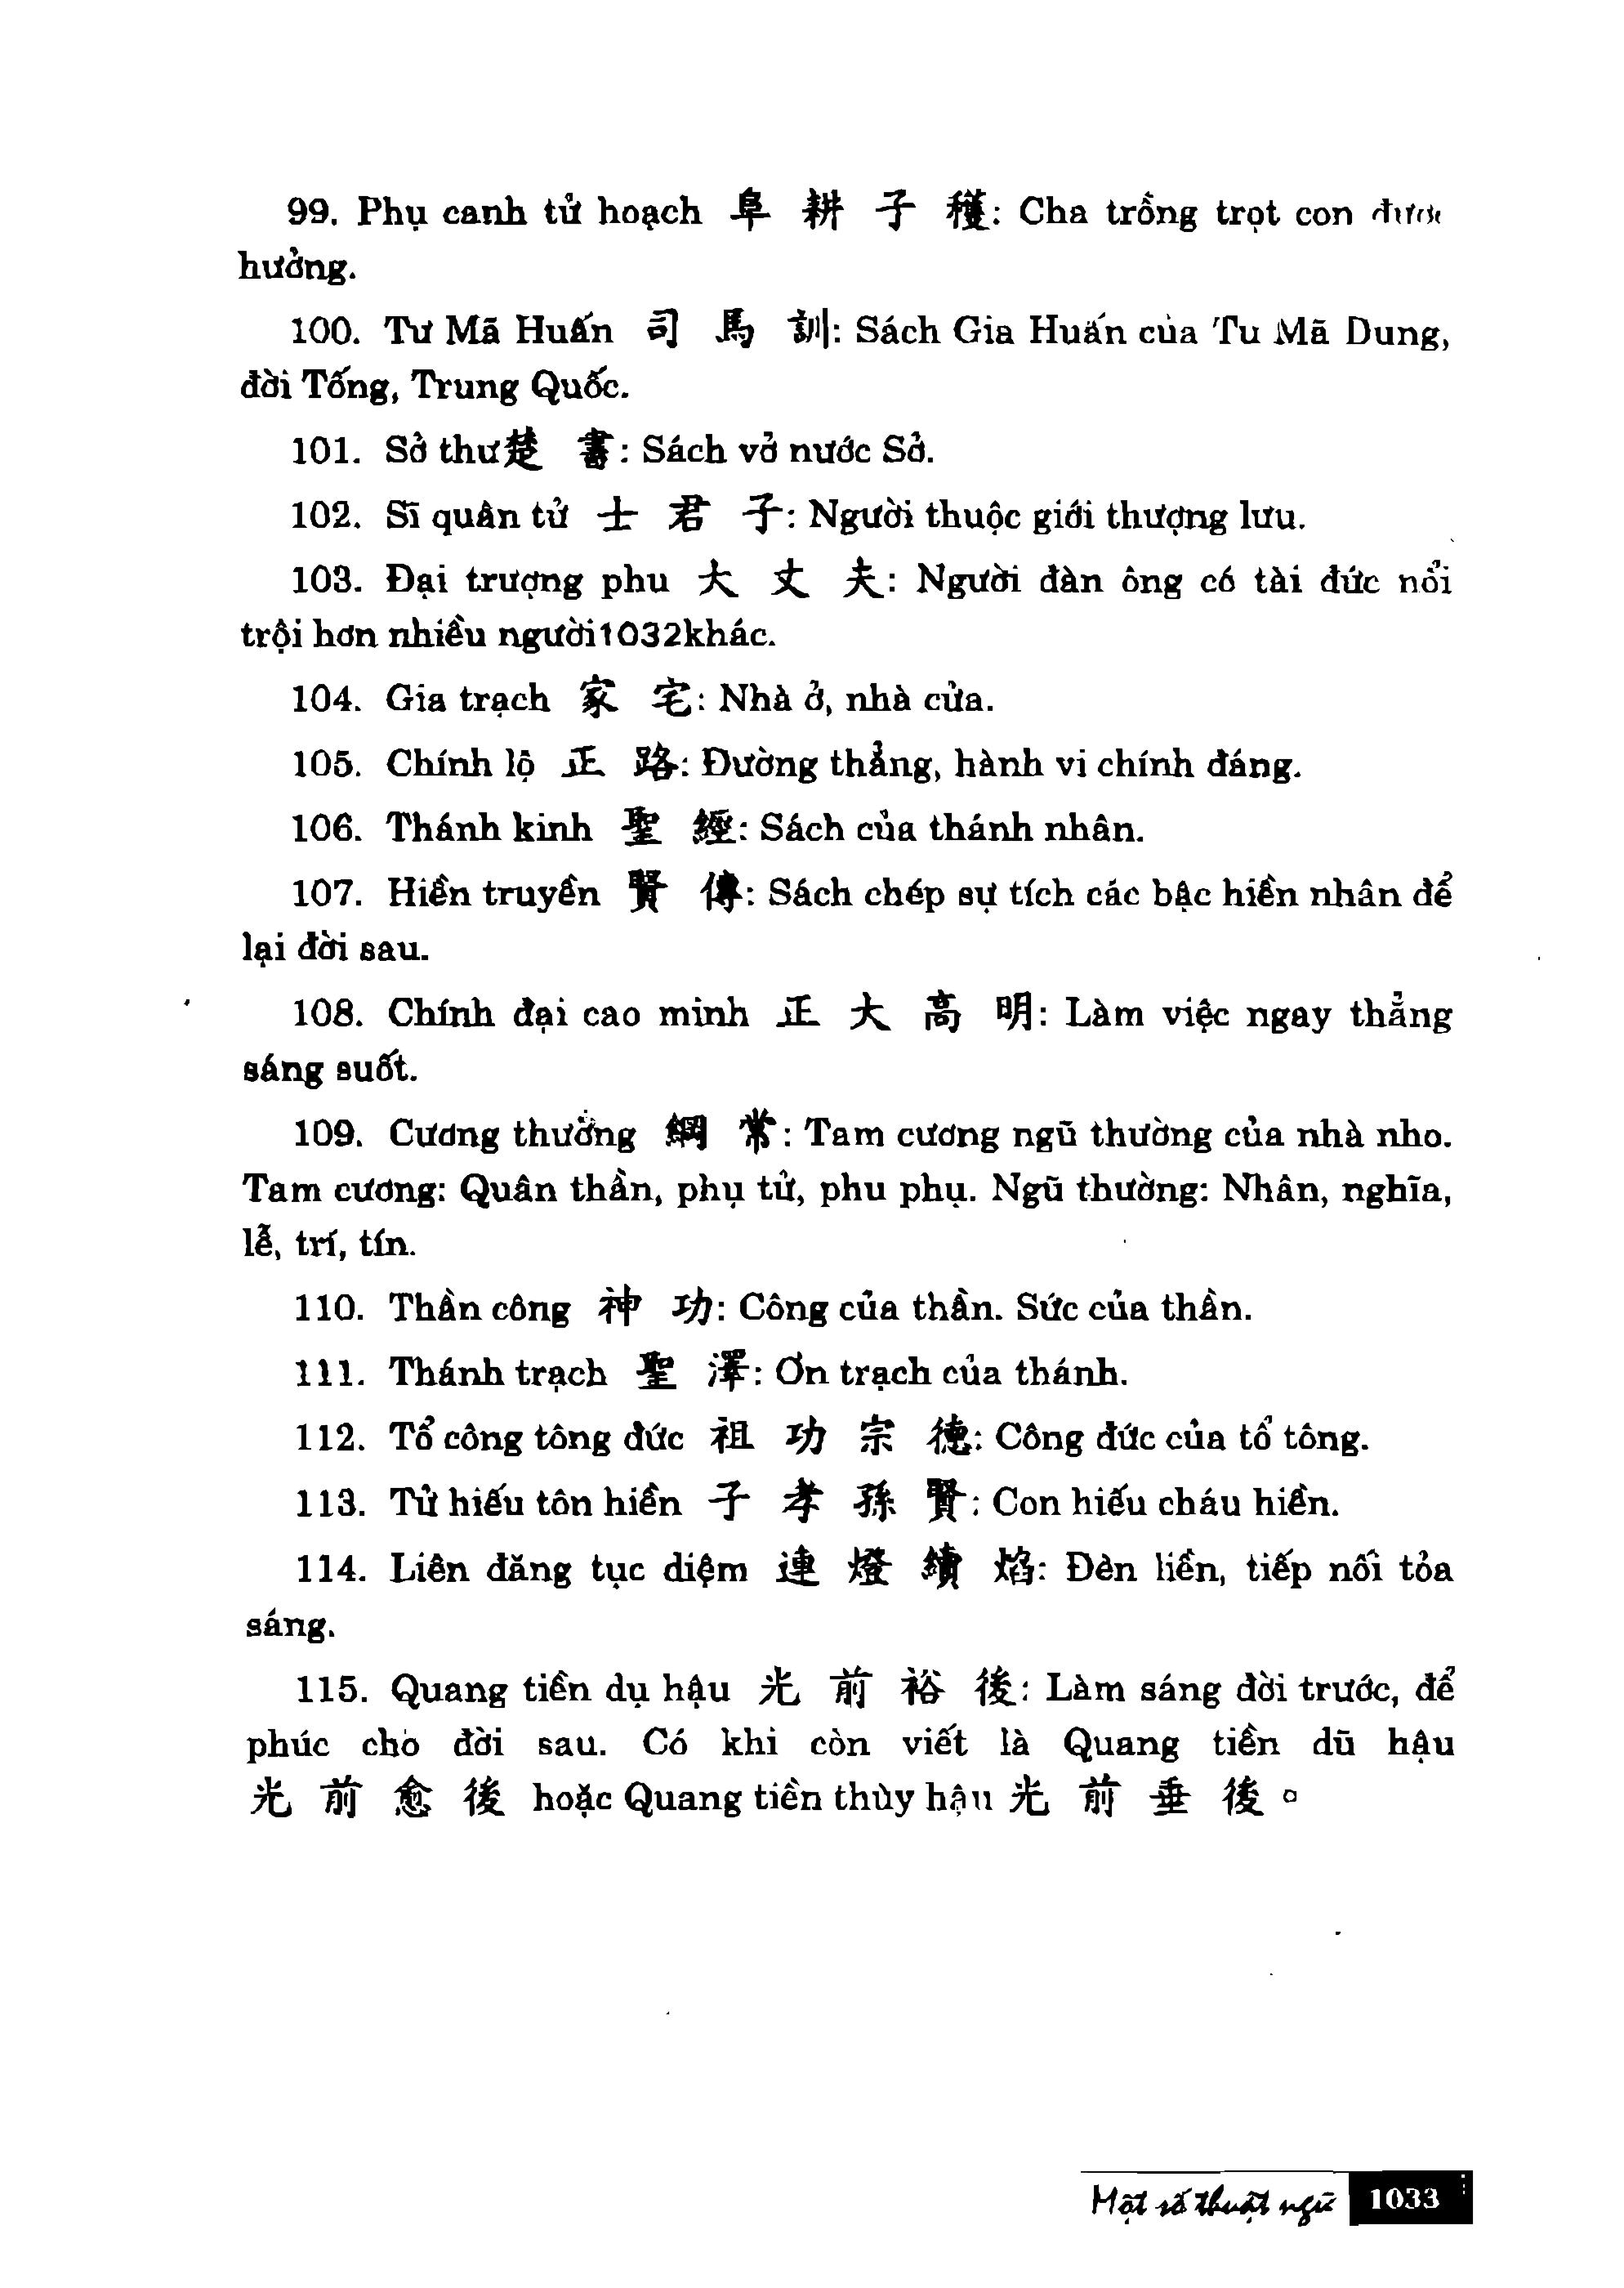 99. Phụ canh tử hoạch 阜 耕 子 穫: Cha trồng trọt con được
hưởng.
100. Tư Mã Huấn 司 馬 訓: Sách Gia Huấn của Tu Mã Dung,
đời Tống, Trung Quốc.
101. Sở thư 楚 書: Sách vở nước Sở.
102. Sĩ quân tử 士 君 子: Người thuộc giới thượng lưu.
103. Đại trượng phu 大 丈 夫: Người đàn ông có tài đức nổi
trội hơn nhiều người1032khác.
104. Gia trạch 家 宅: Nhà ở, nhà cửa.
105. Chính lộ 正 路: Đường thẳng, hành vi chính đáng.
106. Thánh kinh 聖 經: Sách của thánh nhân.
107. Hiền truyền 賢 傳: Sách chép sự tích các bậc hiền nhân để
lại đời sau.
108. Chính đại cao minh 正 大 高 明: Làm việc ngay thẳng
sáng suốt.
109. Cương thường 綱 常: Tam cương ngũ thường của nhà nho.
Tam cương: Quân thần, phụ tử, phu phụ. Ngũ thường: Nhân, nghĩa,
lễ, trí, tín.
110. Thần công 神 功: Công của thần. Sức của thần.
111. Thánh trạch 聖 澤: Ơn trạch của thánh.
112. Tổ công tông đức 祖 功 宗 德: Công đức của tổ tông.
113. Tử hiếu tôn hiền 子 孝 孫 賢: Con hiếu cháu hiền.
114. Liên đăng tục diệm 連 燈 續 焰: Đèn liền, tiếp nối tỏa
sáng.
115. Quang tiền dụ hậu 光 前 裕 後: Làm sáng đời trước, để
phúc cho đời sau. Có khi còn viết là Quang tiền dũ hậu
光 前 愈 後 hoặc Quang tiền thùy hậu 光 前 垂 後 。
Một số thuật ngữ 1033